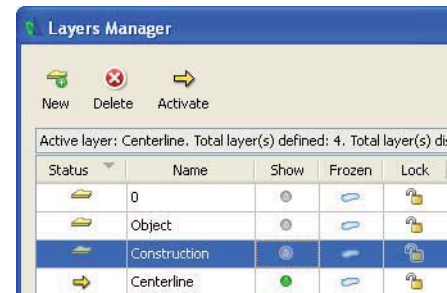 Layers Manager
New Delete Activate
Active layer: Centerline. Total layer(s) defined: 4. Total layer(s)
Status Name Show Frozen Lock
0
Object
Construction
Centerline